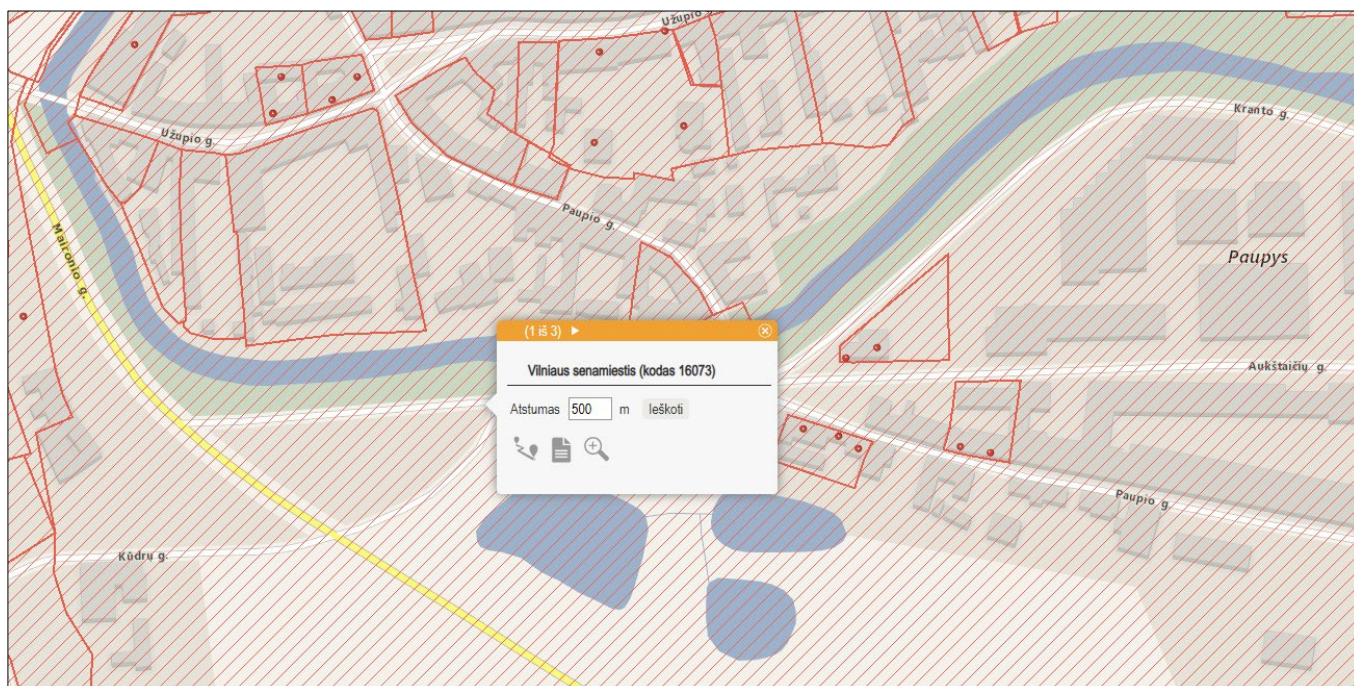 Užupio g.
Kranto g.
Užupio g.
Paupio g.
Maironio g.
Paupys
(1 iš 3)
Vilniaus senamiestis (kodas 16073)
Aukštaičių g.
Atstumas 500 m Ieškoti
Paupio g.
Kūdrų g.